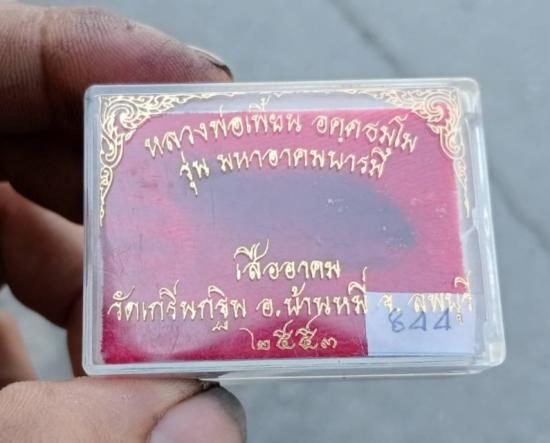 หลวงพ่อเพี้ยน อคฺคธมฺโม
รุ่น มหาอาคมบารมี
เสืออาคม
วัดเกริ่นกฐิน อ.บ้านหมี่ จ. ลพบุรี
844
๒๕๕๓